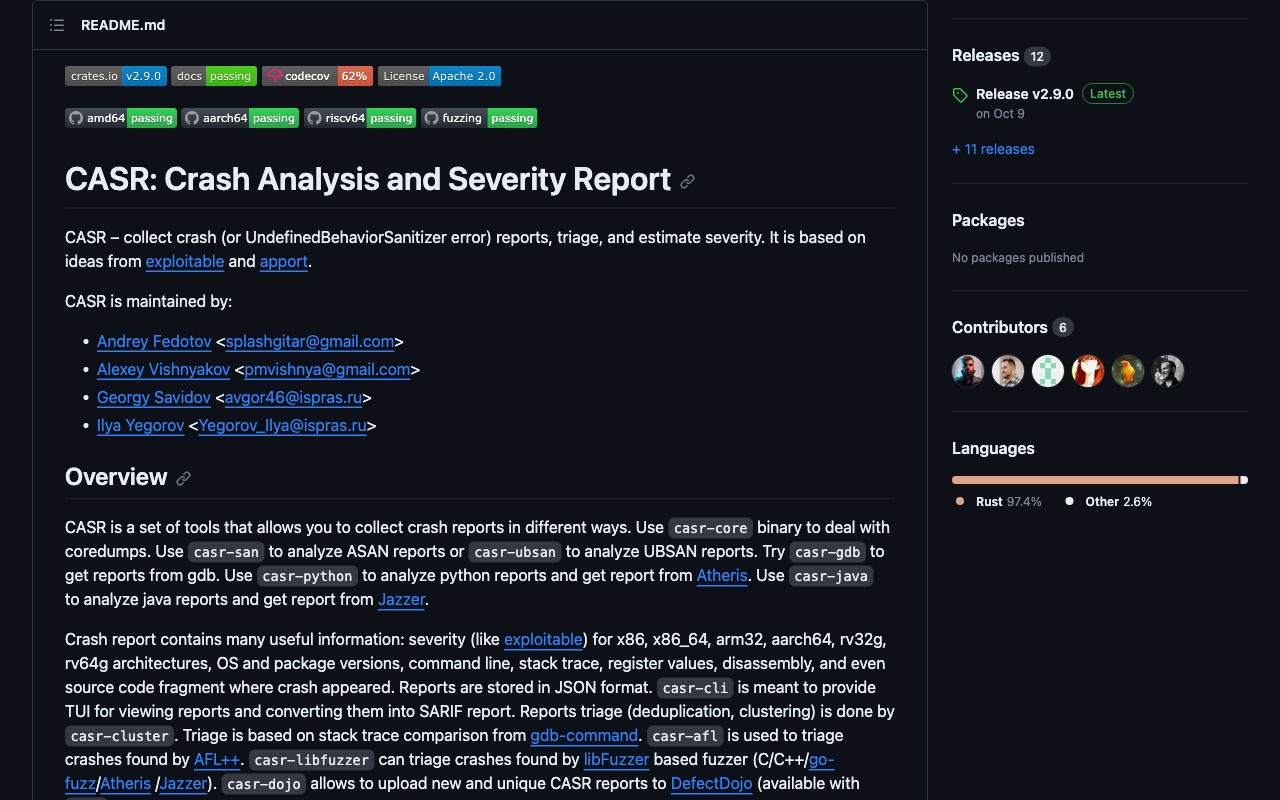 README.md
crates.io v2.9.0 docs passing codecov 62% License Apache 2.0
amd64 passing aarch64 passing riscv64 passing fuzzing passing
CASR: Crash Analysis and Severity Report
CASR – collect crash (or UndefinedBehaviorSanitizer error) reports, triage, and estimate severity. It is based on
ideas from exploitable and apport.
CASR is maintained by:
• Andrey Fedotov <splashgitar@gmail.com>
• Alexey Vishnyakov <pmvishnya@gmail.com>
• Georgy Savidov <avgor46@ispras.ru>
• Ilya Yegorov <Yegorov_Ilya@ispras.ru>
Overview
CASR is a set of tools that allows you to collect crash reports in different ways. Use casr-core binary to deal with
coredumps. Use casr-san to analyze ASAN reports or casr-ubsan to analyze UBSAN reports. Try casr-gdb to
get reports from gdb. Use casr-python to analyze python reports and get report from Atheris. Use casr-java
to analyze java reports and get report from Jazzer.
Crash report contains many useful information: severity (like exploitable) for x86, x86_64, arm32, aarch64, rv32g,
rv64g architectures, OS and package versions, command line, stack trace, register values, disassembly, and even
source code fragment where crash appeared. Reports are stored in JSON format. casr-cli is meant to provide
TUI for viewing reports and converting them into SARIF report. Reports triage (deduplication, clustering) is done by
casr-cluster. Triage is based on stack trace comparison from gdb-command. casr-afl is used to triage
crashes found by AFL++. casr-libfuzzer can triage crashes found by libFuzzer based fuzzer (C/C++/go-
fuzz/Atheris /Jazzer). casr-dojo allows to upload new and unique CASR reports to DefectDojo (available with
Releases 12
Release v2.9.0 Latest
on Oct 9
+ 11 releases
Packages
No packages published
Contributors 6
Languages
Rust 97.4% Other 2.6%